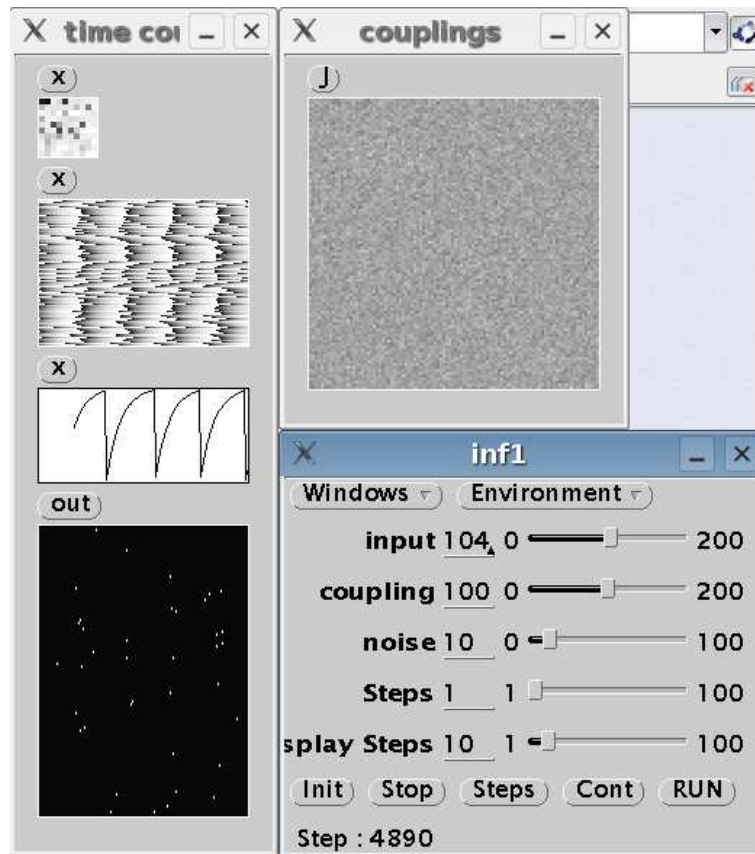 time cou
x
x
x
out
couplings
J
inf1
Windows Environment
input 104 0 200
coupling 100 0 200
noise 10 0 100
Steps 1 1 100
splay Steps 10 1 100
Init Stop Steps Cont RUN
Step : 4890